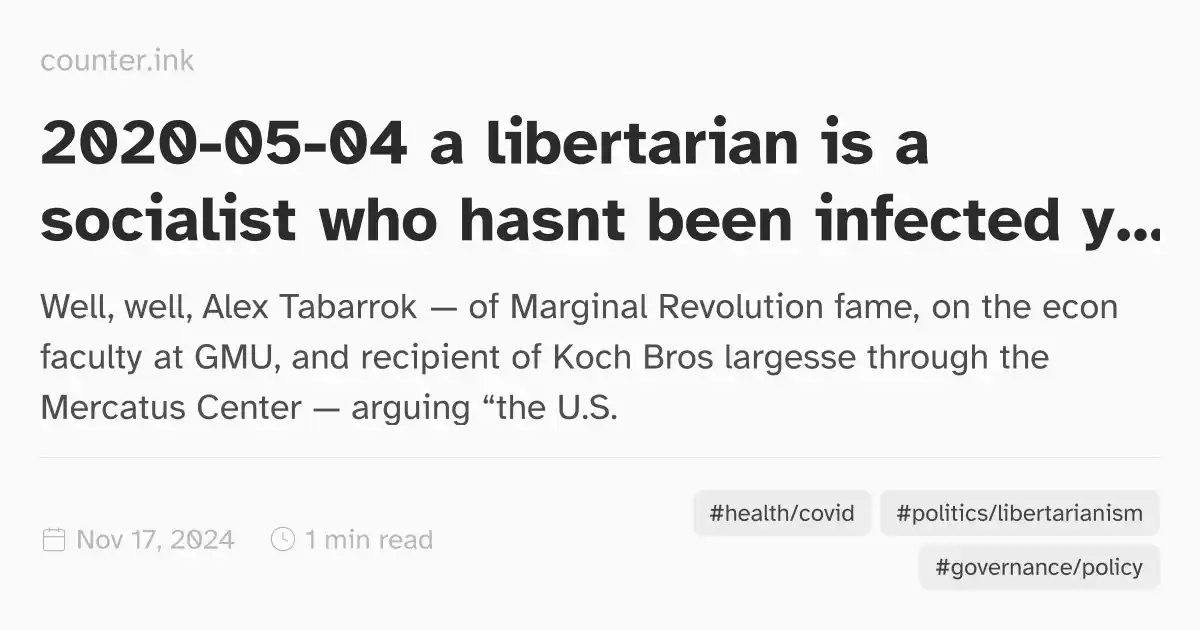 counter.ink
2020-05-04 a libertarian is a
socialist who hasnt been infected y...
Well, well, Alex Tabarrok — of Marginal Revolution fame, on the econ
faculty at GMU, and recipient of Koch Bros largesse through the
Mercatus Center — arguing “the U.S.
#health/covid #politics/libertarianism
Nov 17, 2024 1 min read
#governance/policy